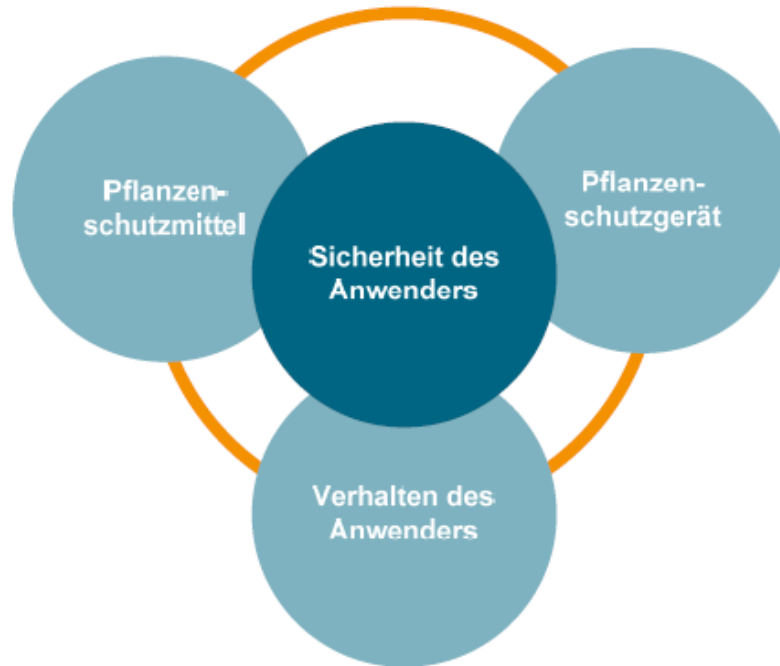 Pflanzen-
schutzmittel
Pflanzen-
schutzgerät
Sicherheit des
Anwenders
Verhalten des
Anwenders